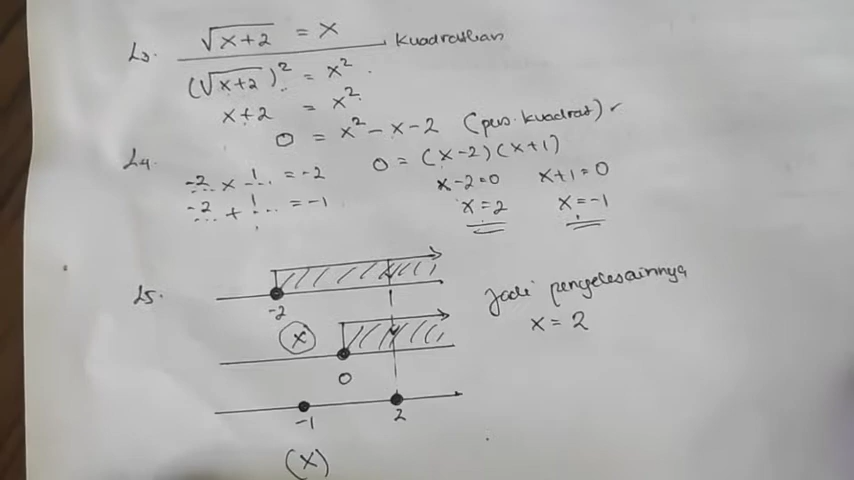 L3. √x+2 = x Kuadratkan
(√x+2)² = x²
x+2 = x²
0 = x² - x - 2 (pers. kuadrat)
L4. 0 = (x-2)(x+1)
-2 x 1 = -2 x-2=0 x+1=0
-2 + 1 = -1 x=2 x=-1
L5.
-2 Jadi penyelesainnya
x x = 2
0
-1 2
(x)